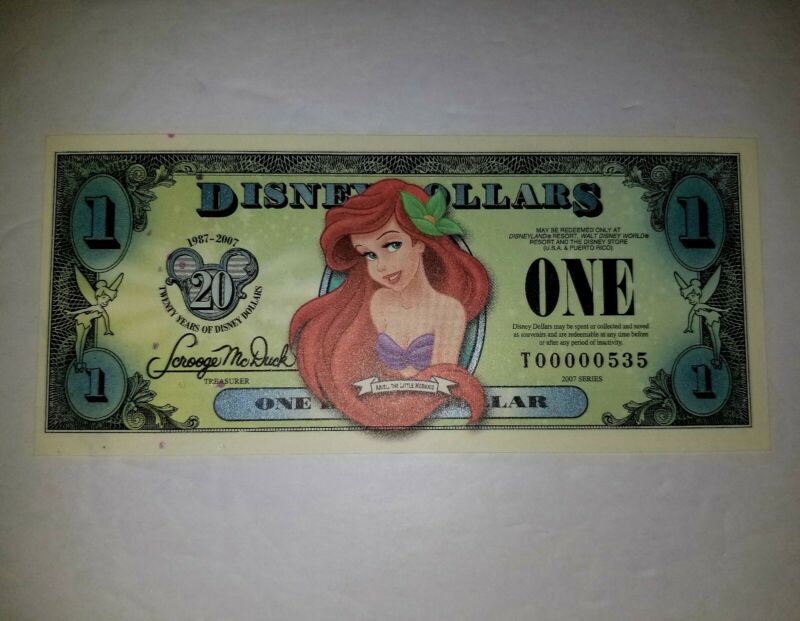 DISNEY DOLLARS
1
1
1987-2007
20
TWENTY YEARS OF DISNEY DOLLARS
MAY BE REDEEMED ONLY AT
DISNEYLAND® RESORT, WALT DISNEY WORLD®
RESORT AND THE DISNEY STORE
(U.S.A. & PUERTO RICO)
ONE
Disney Dollars may be spent or collected and saved
as souvenirs and are redeemable at any time before
or after any period of inactivity.
Scrooge McDuck
TREASURER
T00000535
2007 SERIES
1
1
ARIEL, THE LITTLE MERMAID
ONE D LAR